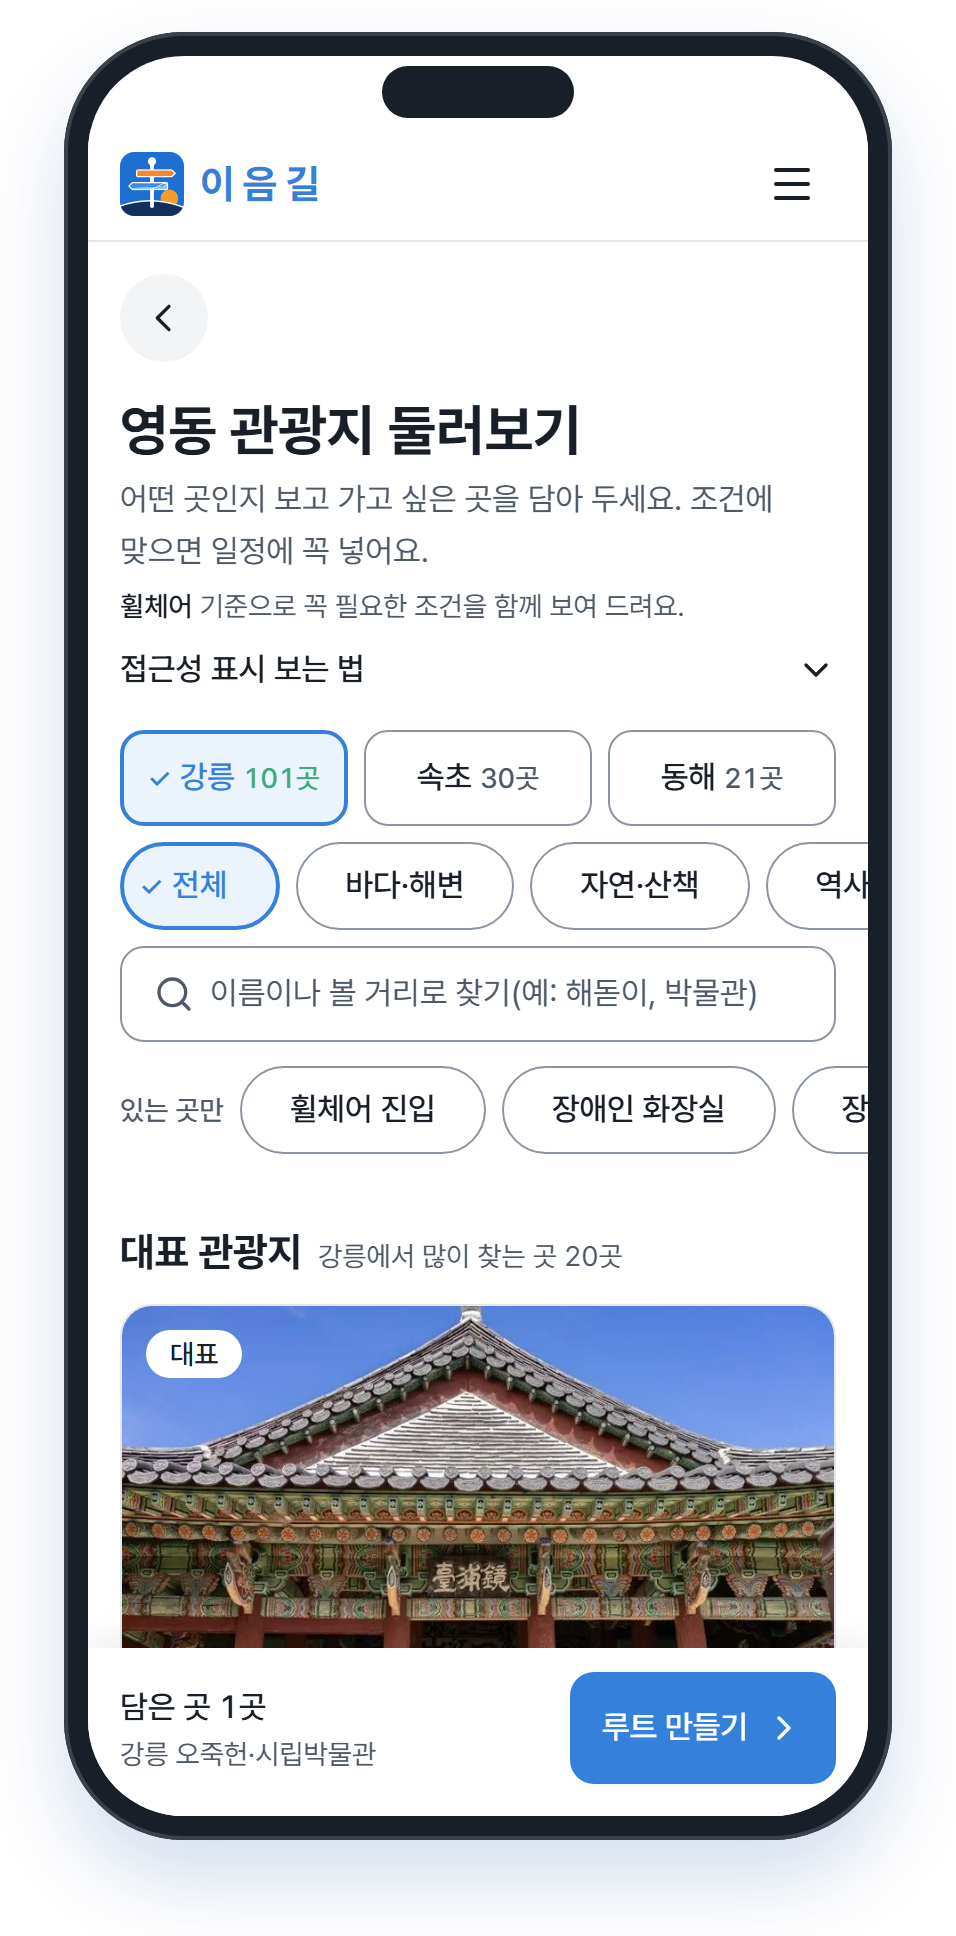 이음길
영동 관광지 둘러보기
어떤 곳인지 보고 가고 싶은 곳을 담아 두세요. 조건에
맞으면 일정에 꼭 넣어요.
휠체어 기준으로 꼭 필요한 조건을 함께 보여 드려요.
접근성 표시 보는 법
강릉 101곳 속초 30곳 동해 21곳
전체 바다·해변 자연·산책 역사
이름이나 볼 거리로 찾기(예: 해돋이, 박물관)
있는 곳만 휠체어 진입 장애인 화장실 장
대표 관광지 강릉에서 많이 찾는 곳 20곳
대표
臺浦鏡
담은 곳 1곳
강릉 오죽헌·시립박물관
루트 만들기